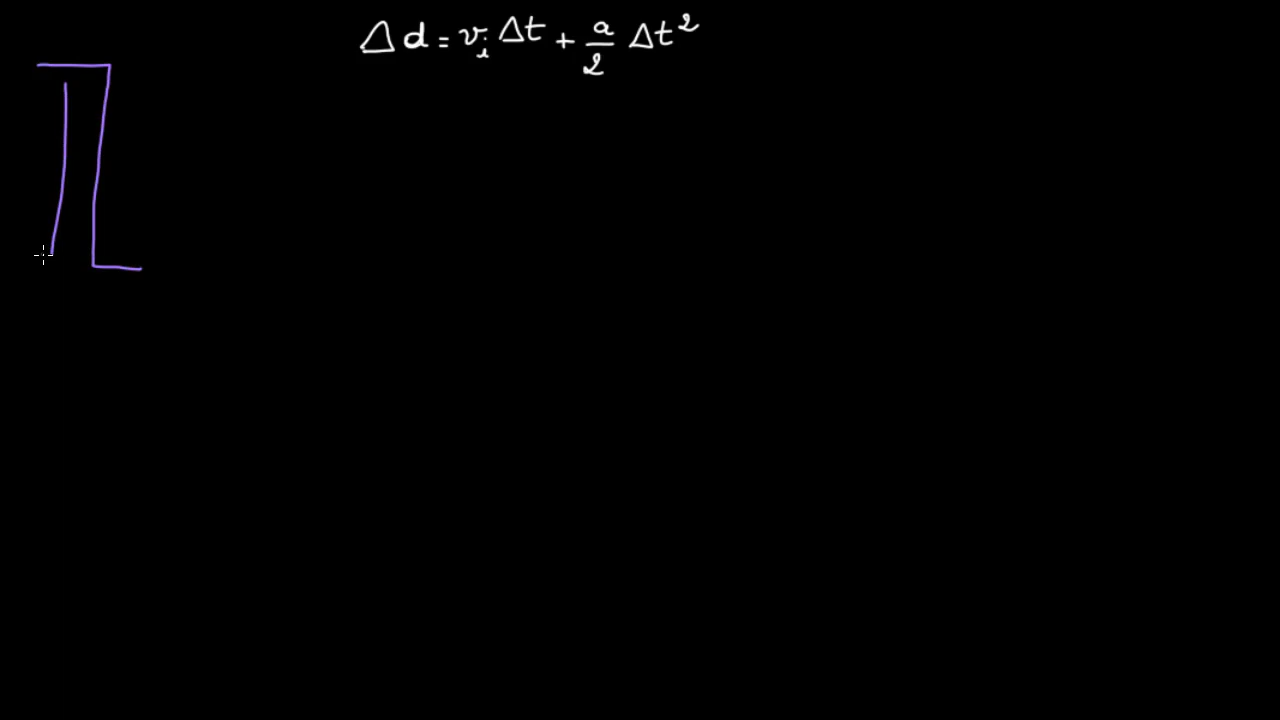 Δd = vᵢ Δt + a/2 Δt²